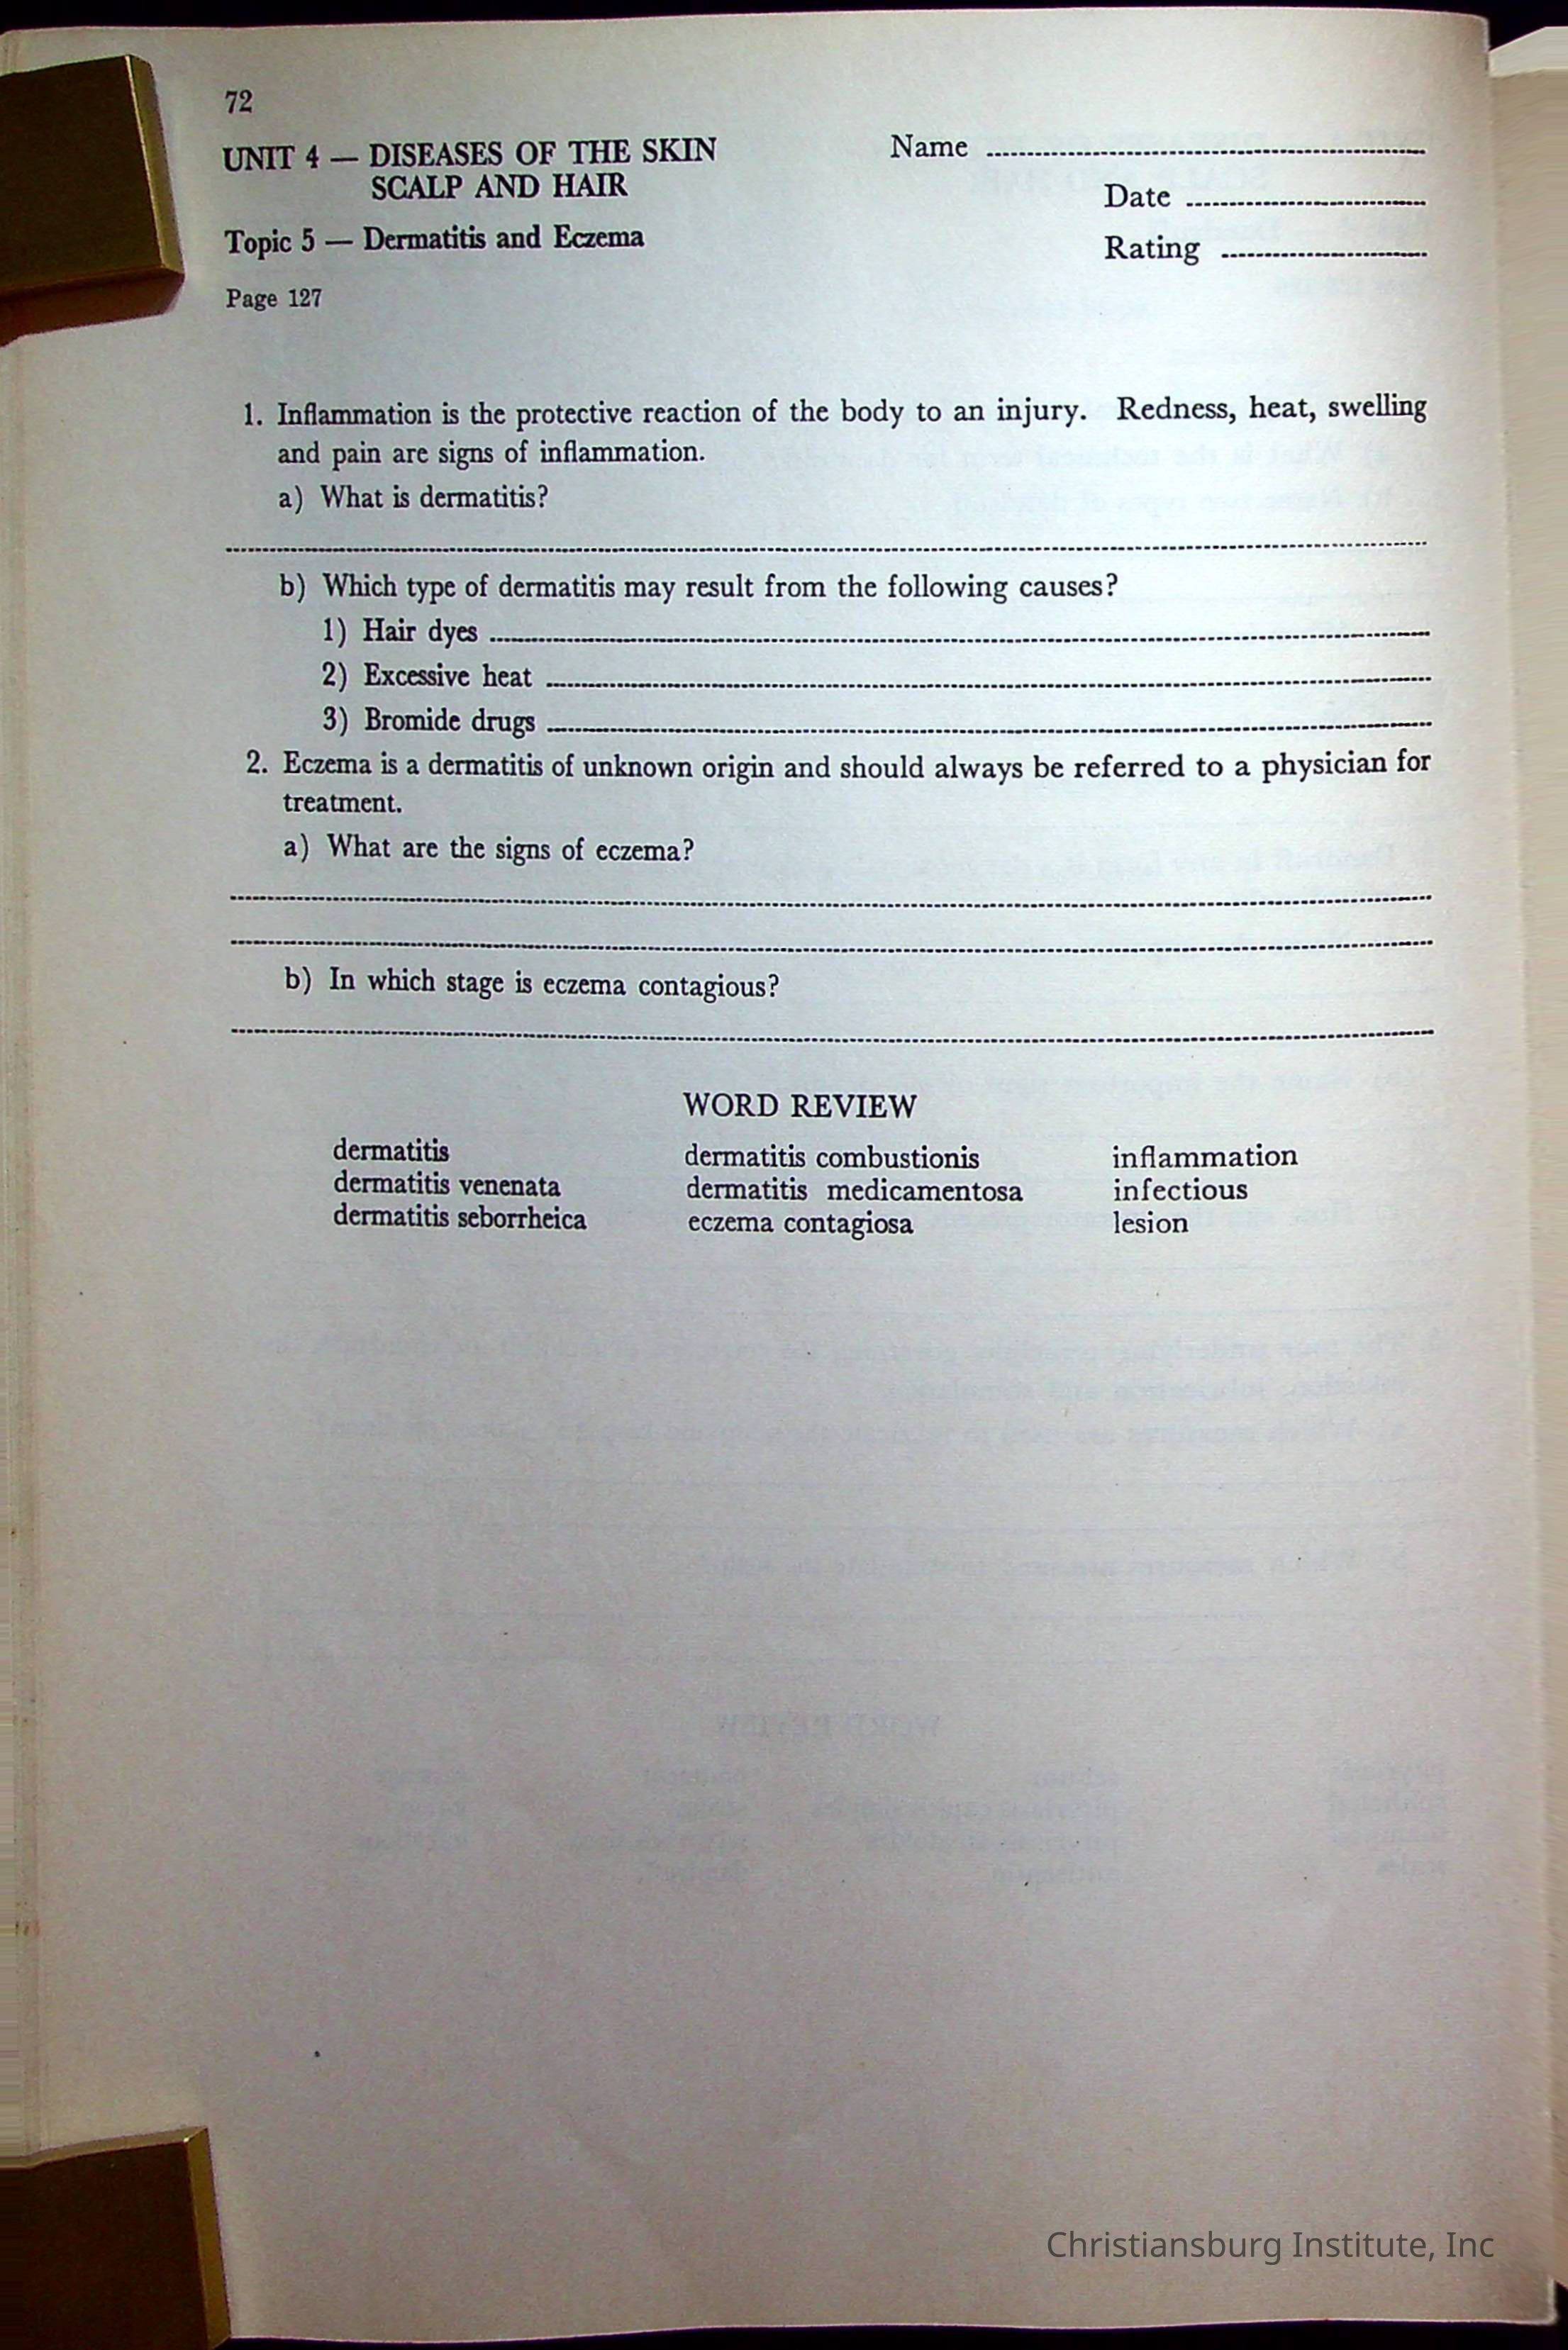 72
UNIT 4 — DISEASES OF THE SKIN
SCALP AND HAIR
Name
Date
Topic 5 — Dermatitis and Eczema
Rating
Page 127
1. Inflammation is the protective reaction of the body to an injury. Redness, heat, swelling
and pain are signs of inflammation.
a) What is dermatitis?
b) Which type of dermatitis may result from the following causes?
1) Hair dyes
2) Excessive heat
3) Bromide drugs
2. Eczema is a dermatitis of unknown origin and should always be referred to a physician for
treatment.
a) What are the signs of eczema?
b) In which stage is eczema contagious?
WORD REVIEW
dermatitis dermatitis combustionis inflammation
dermatitis venenata dermatitis medicamentosa infectious
dermatitis seborrheica eczema contagiosa lesion
Christiansburg Institute, Inc